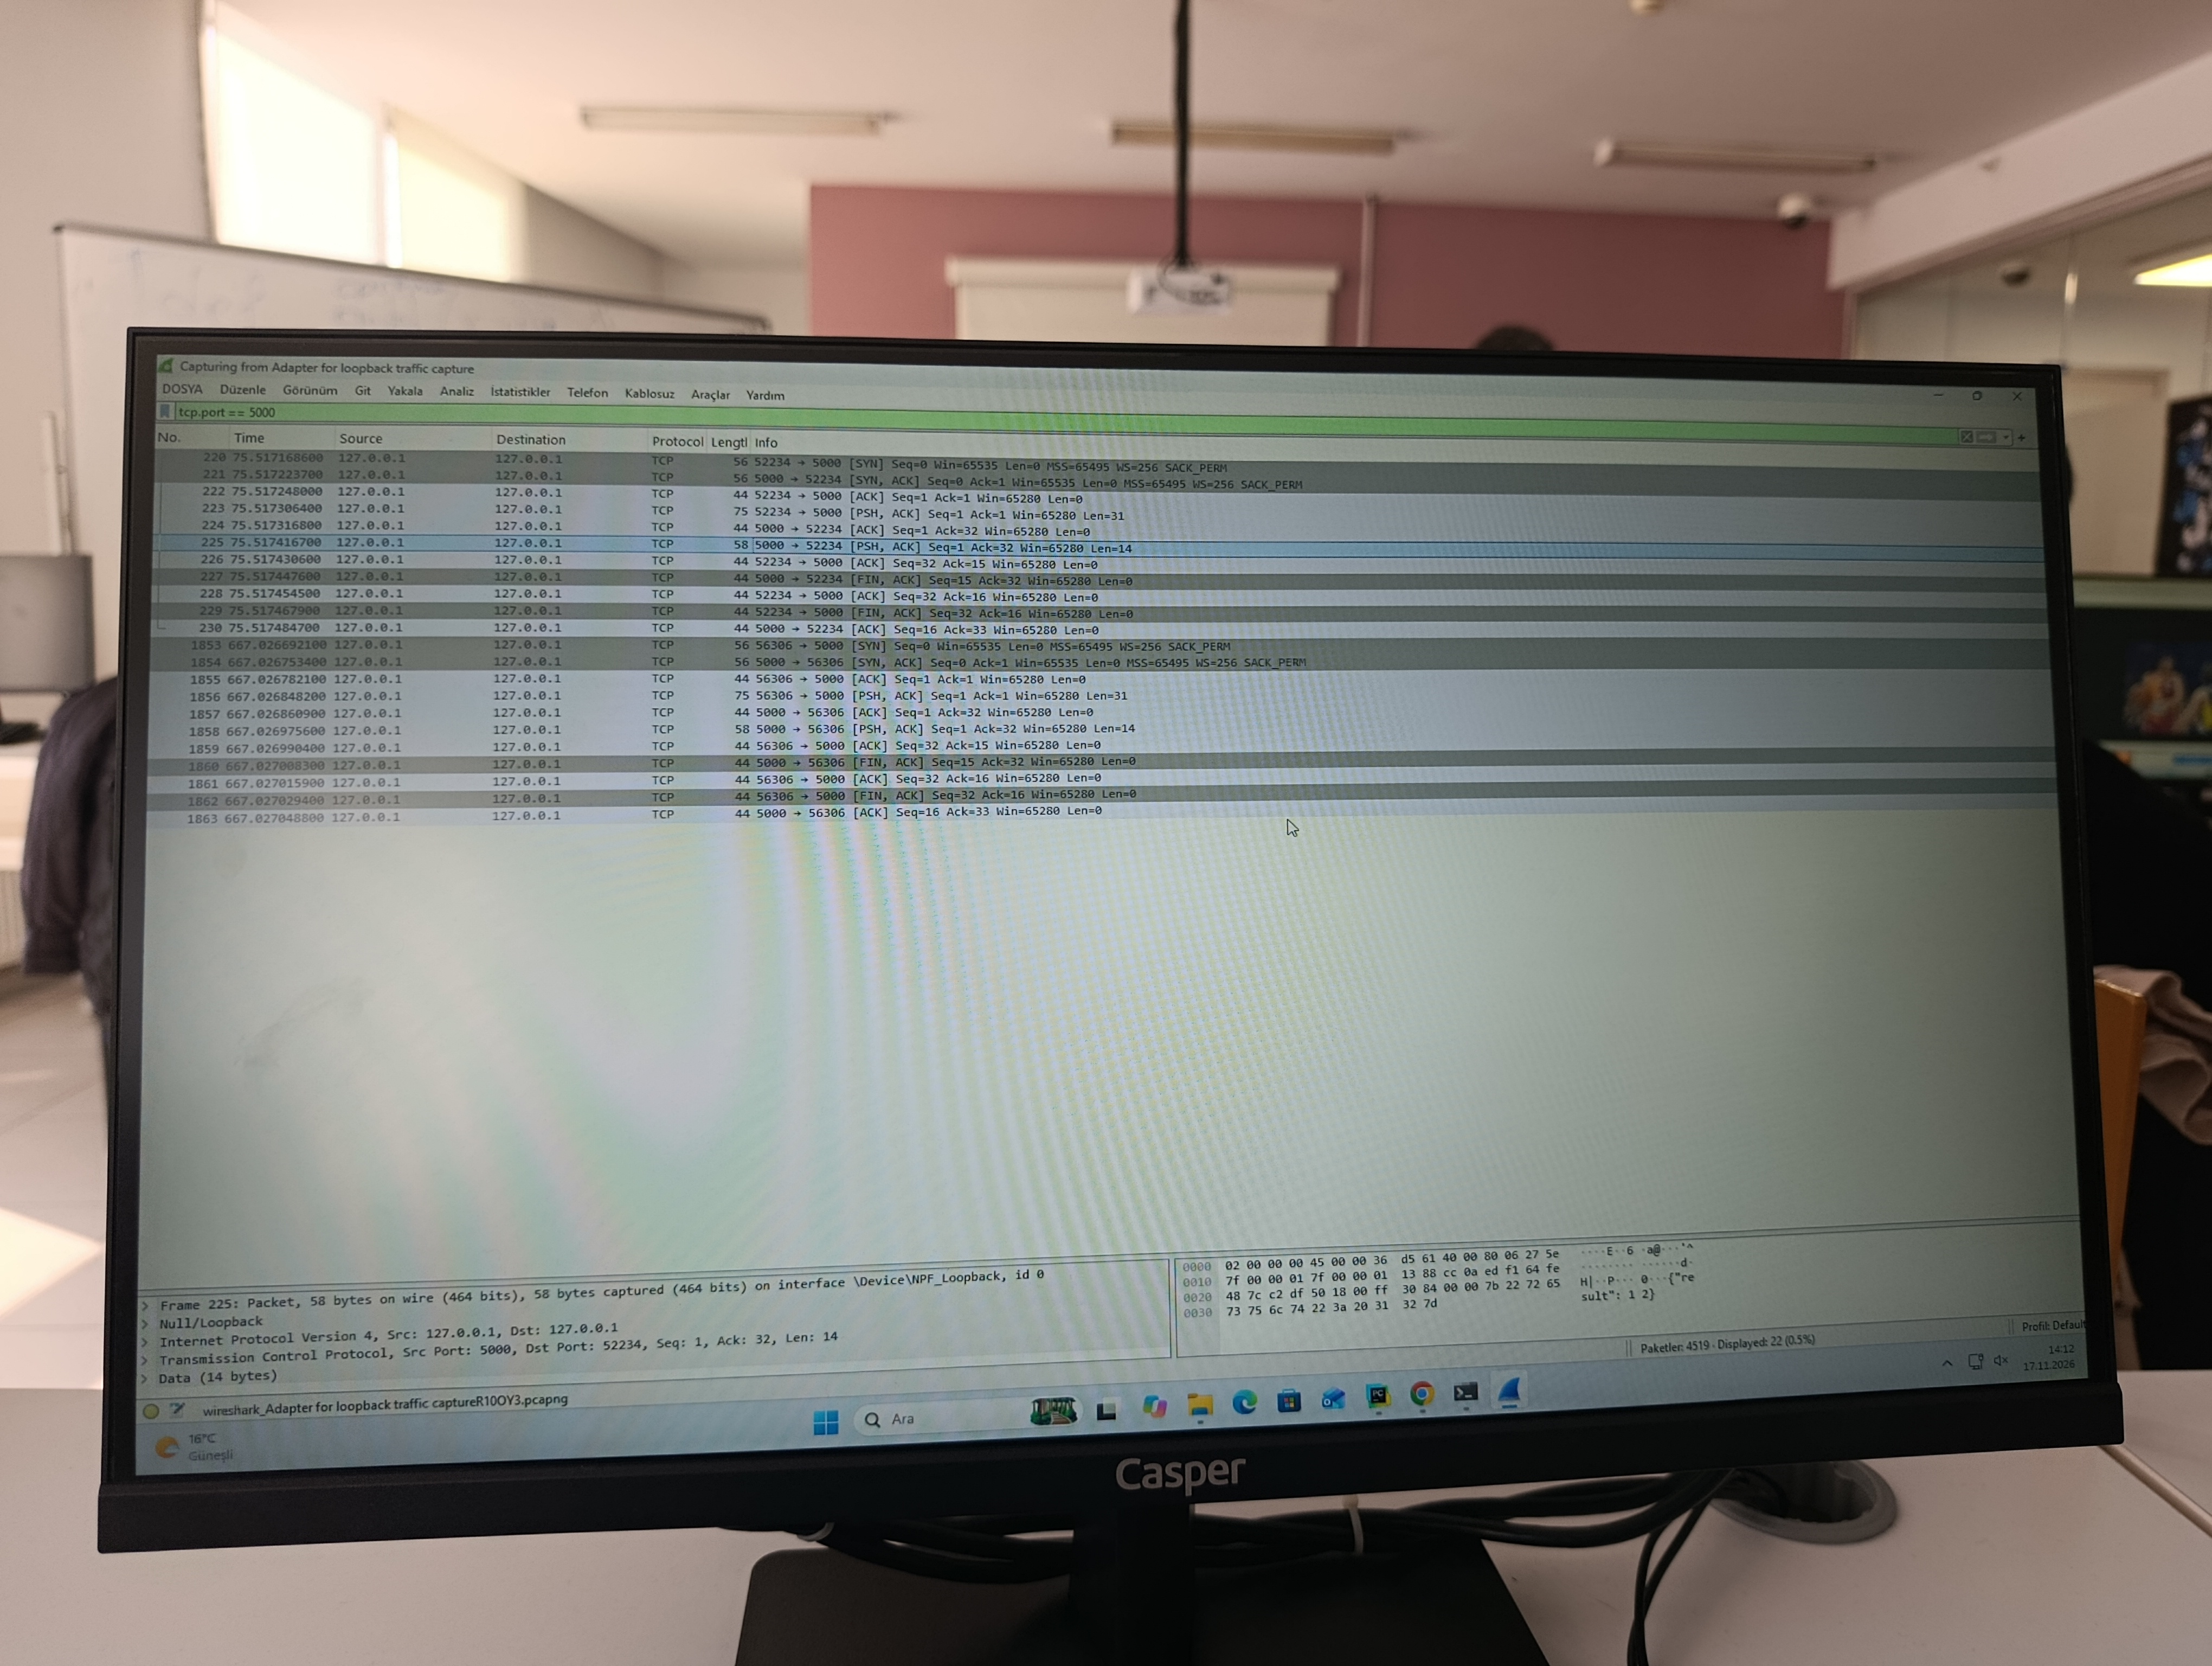 Capturing from Adapter for loopback traffic capture
DOSYA Düzenle Görünüm Git Yakala Analiz İstatistikler Telefon Kablosuz Araçlar Yardım
tcp.port == 5000
No. Time Source Destination Protocol Lengtl Info
220 75.517168600 127.0.0.1 127.0.0.1 TCP 56 52234 → 5000 [SYN] Seq=0 Win=65535 Len=0 MSS=65495 WS=256 SACK_PERM
221 75.517223700 127.0.0.1 127.0.0.1 TCP 56 5000 → 52234 [SYN, ACK] Seq=0 Ack=1 Win=65535 Len=0 MSS=65495 WS=256 SACK_PERM
222 75.517248000 127.0.0.1 127.0.0.1 TCP 44 52234 → 5000 [ACK] Seq=1 Ack=1 Win=65280 Len=0
223 75.517306400 127.0.0.1 127.0.0.1 TCP 75 52234 → 5000 [PSH, ACK] Seq=1 Ack=1 Win=65280 Len=31
224 75.517316800 127.0.0.1 127.0.0.1 TCP 44 5000 → 52234 [ACK] Seq=1 Ack=32 Win=65280 Len=0
225 75.517416700 127.0.0.1 127.0.0.1 TCP 58 5000 → 52234 [PSH, ACK] Seq=1 Ack=32 Win=65280 Len=14
226 75.517430600 127.0.0.1 127.0.0.1 TCP 44 52234 → 5000 [ACK] Seq=32 Ack=15 Win=65280 Len=0
227 75.517447600 127.0.0.1 127.0.0.1 TCP 44 5000 → 52234 [FIN, ACK] Seq=15 Ack=32 Win=65280 Len=0
228 75.517454500 127.0.0.1 127.0.0.1 TCP 44 52234 → 5000 [ACK] Seq=32 Ack=16 Win=65280 Len=0
229 75.517467900 127.0.0.1 127.0.0.1 TCP 44 52234 → 5000 [FIN, ACK] Seq=32 Ack=16 Win=65280 Len=0
230 75.517484700 127.0.0.1 127.0.0.1 TCP 44 5000 → 52234 [ACK] Seq=16 Ack=33 Win=65280 Len=0
1853 667.026692100 127.0.0.1 127.0.0.1 TCP 56 56306 → 5000 [SYN] Seq=0 Win=65535 Len=0 MSS=65495 WS=256 SACK_PERM
1854 667.026753400 127.0.0.1 127.0.0.1 TCP 56 5000 → 56306 [SYN, ACK] Seq=0 Ack=1 Win=65535 Len=0 MSS=65495 WS=256 SACK_PERM
1855 667.026782100 127.0.0.1 127.0.0.1 TCP 44 56306 → 5000 [ACK] Seq=1 Ack=1 Win=65280 Len=0
1856 667.026848200 127.0.0.1 127.0.0.1 TCP 75 56306 → 5000 [PSH, ACK] Seq=1 Ack=1 Win=65280 Len=31
1857 667.026860900 127.0.0.1 127.0.0.1 TCP 44 5000 → 56306 [ACK] Seq=1 Ack=32 Win=65280 Len=0
1858 667.026975600 127.0.0.1 127.0.0.1 TCP 58 5000 → 56306 [PSH, ACK] Seq=1 Ack=32 Win=65280 Len=14
1859 667.026990400 127.0.0.1 127.0.0.1 TCP 44 56306 → 5000 [ACK] Seq=32 Ack=15 Win=65280 Len=0
1860 667.027008300 127.0.0.1 127.0.0.1 TCP 44 5000 → 56306 [FIN, ACK] Seq=15 Ack=32 Win=65280 Len=0
1861 667.027015900 127.0.0.1 127.0.0.1 TCP 44 56306 → 5000 [ACK] Seq=32 Ack=16 Win=65280 Len=0
1862 667.027029400 127.0.0.1 127.0.0.1 TCP 44 56306 → 5000 [FIN, ACK] Seq=32 Ack=16 Win=65280 Len=0
1863 667.027048800 127.0.0.1 127.0.0.1 TCP 44 5000 → 56306 [ACK] Seq=16 Ack=33 Win=65280 Len=0
Frame 225: Packet, 58 bytes on wire (464 bits), 58 bytes captured (464 bits) on interface \Device\NPF_Loopback, id 0
Null/Loopback
Internet Protocol Version 4, Src: 127.0.0.1, Dst: 127.0.0.1
Transmission Control Protocol, Src Port: 5000, Dst Port: 52234, Seq: 1, Ack: 32, Len: 14
Data (14 bytes)
0000 02 00 00 00 45 00 00 36 d5 61 40 00 80 06 27 5e ····E··6 ·a@···'^
0010 7f 00 00 01 7f 00 00 01 13 88 cc 0a ed f1 64 fe ········ ······d·
0020 48 7c c2 df 50 18 00 ff 30 84 00 00 7b 22 72 65 H|··P··· 0···{"re
0030 73 75 6c 74 22 3a 20 31 32 7d sult": 1 2}
wireshark_Adapter for loopback traffic captureR10OY3.pcapng
Paketler: 4519 · Displayed: 22 (0.5%)
Profil: Default
16°C
Güneşli
Ara
PC
14:12
17.11.2026
Casper